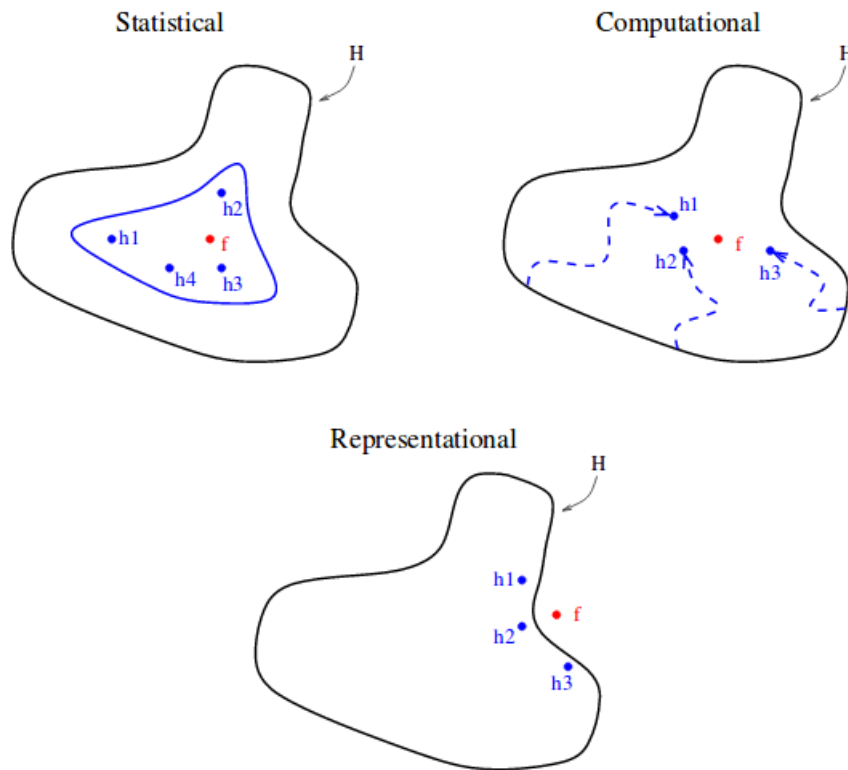 Statistical
Computational
H
H
h2
h1
f
h4
h3
h1
h2
f
h3
Representational
H
h1
f
h2
h3